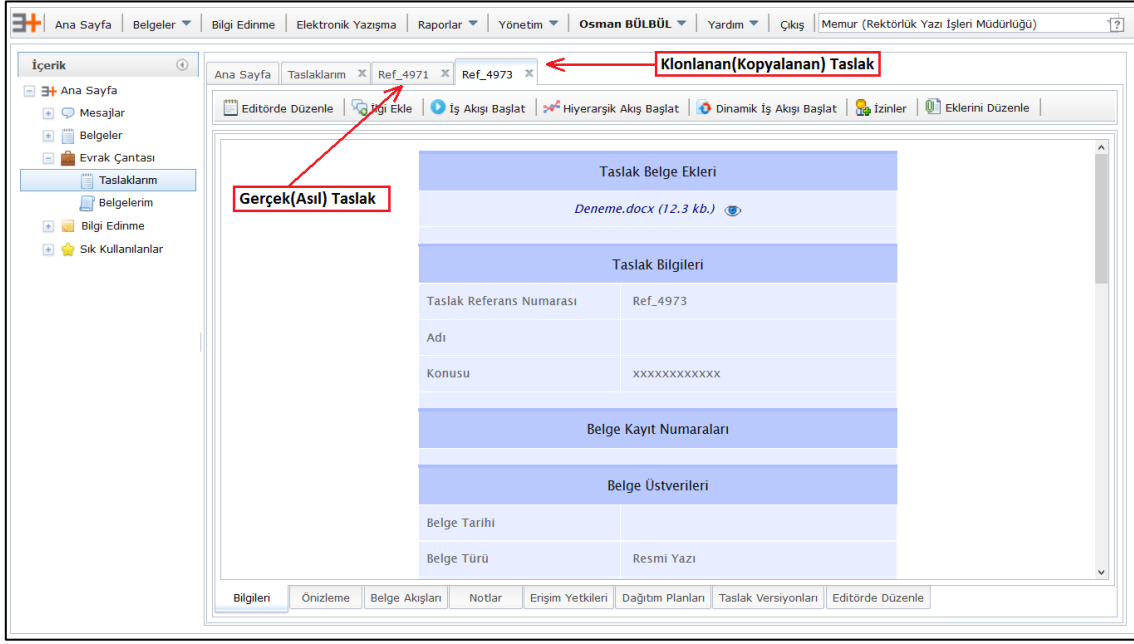 Ana Sayfa Belgeler Bilgi Edinme Elektronik Yazışma Raporlar Yönetim Osman BÜLBÜL Yardım Çıkış Memur (Rektörlük Yazı İşleri Müdürlüğü) ?
İçerik
Ana Sayfa
Mesajlar
Belgeler
Evrak Çantası
Taslaklarım
Belgelerim
Bilgi Edinme
Sık Kullanılanlar
Klonlanan(Kopyalanan) Taslak
Ana Sayfa Taslaklarım X Ref_4971 X Ref_4973 X
Editörde Düzenle İlgi Ekle İş Akışı Başlat Hiyerarşik Akış Başlat Dinamik İş Akışı Başlat İzinler Eklerini Düzenle
Gerçek(Asıl) Taslak
Taslak Belge Ekleri
Deneme.docx (12.3 kb.)
Taslak Bilgileri
Taslak Referans Numarası Ref_4973
Adı
Konusu xxxxxxxxxxxx
Belge Kayıt Numaraları
Belge Üstverileri
Belge Tarihi
Belge Türü Resmi Yazı
Bilgileri Önizleme Belge Akışları Notlar Erişim Yetkileri Dağıtım Planları Taslak Versiyonları Editörde Düzenle